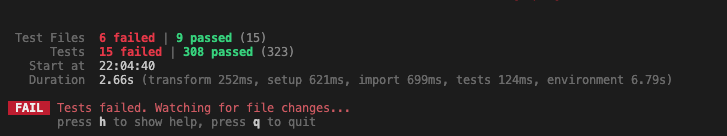 Test Files 6 failed | 9 passed (15)
Tests 15 failed | 308 passed (323)
Start at 22:04:40
Duration 2.66s (transform 252ms, setup 621ms, import 699ms, tests 124ms, environment 6.79s)
FAIL Tests failed. Watching for file changes...
press h to show help, press q to quit